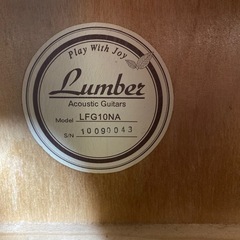 Play With Joy
Lumber
Acoustic Guitars
Model LFG10NA
S/N 10090043